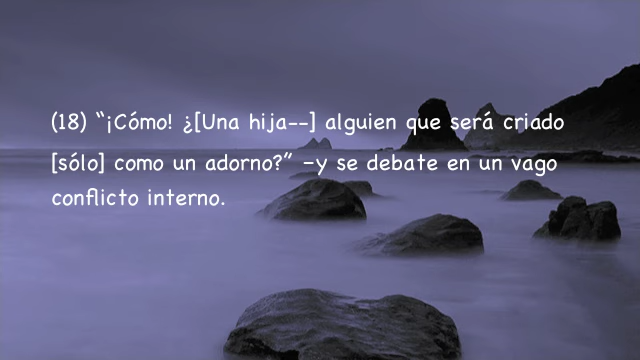 (18) “¡Cómo! ¿[Una hija--] alguien que será criado
[sólo] como un adorno?” –y se debate en un vago
conflicto interno.